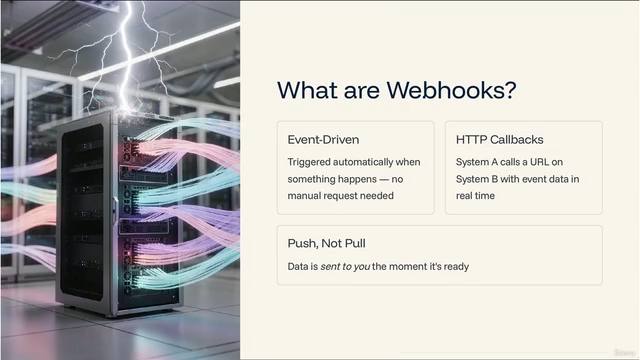 What are Webhooks?
Event-Driven
Triggered automatically when
something happens — no
manual request needed
HTTP Callbacks
System A calls a URL on
System B with event data in
real time
Push, Not Pull
Data is sent to you the moment it's ready